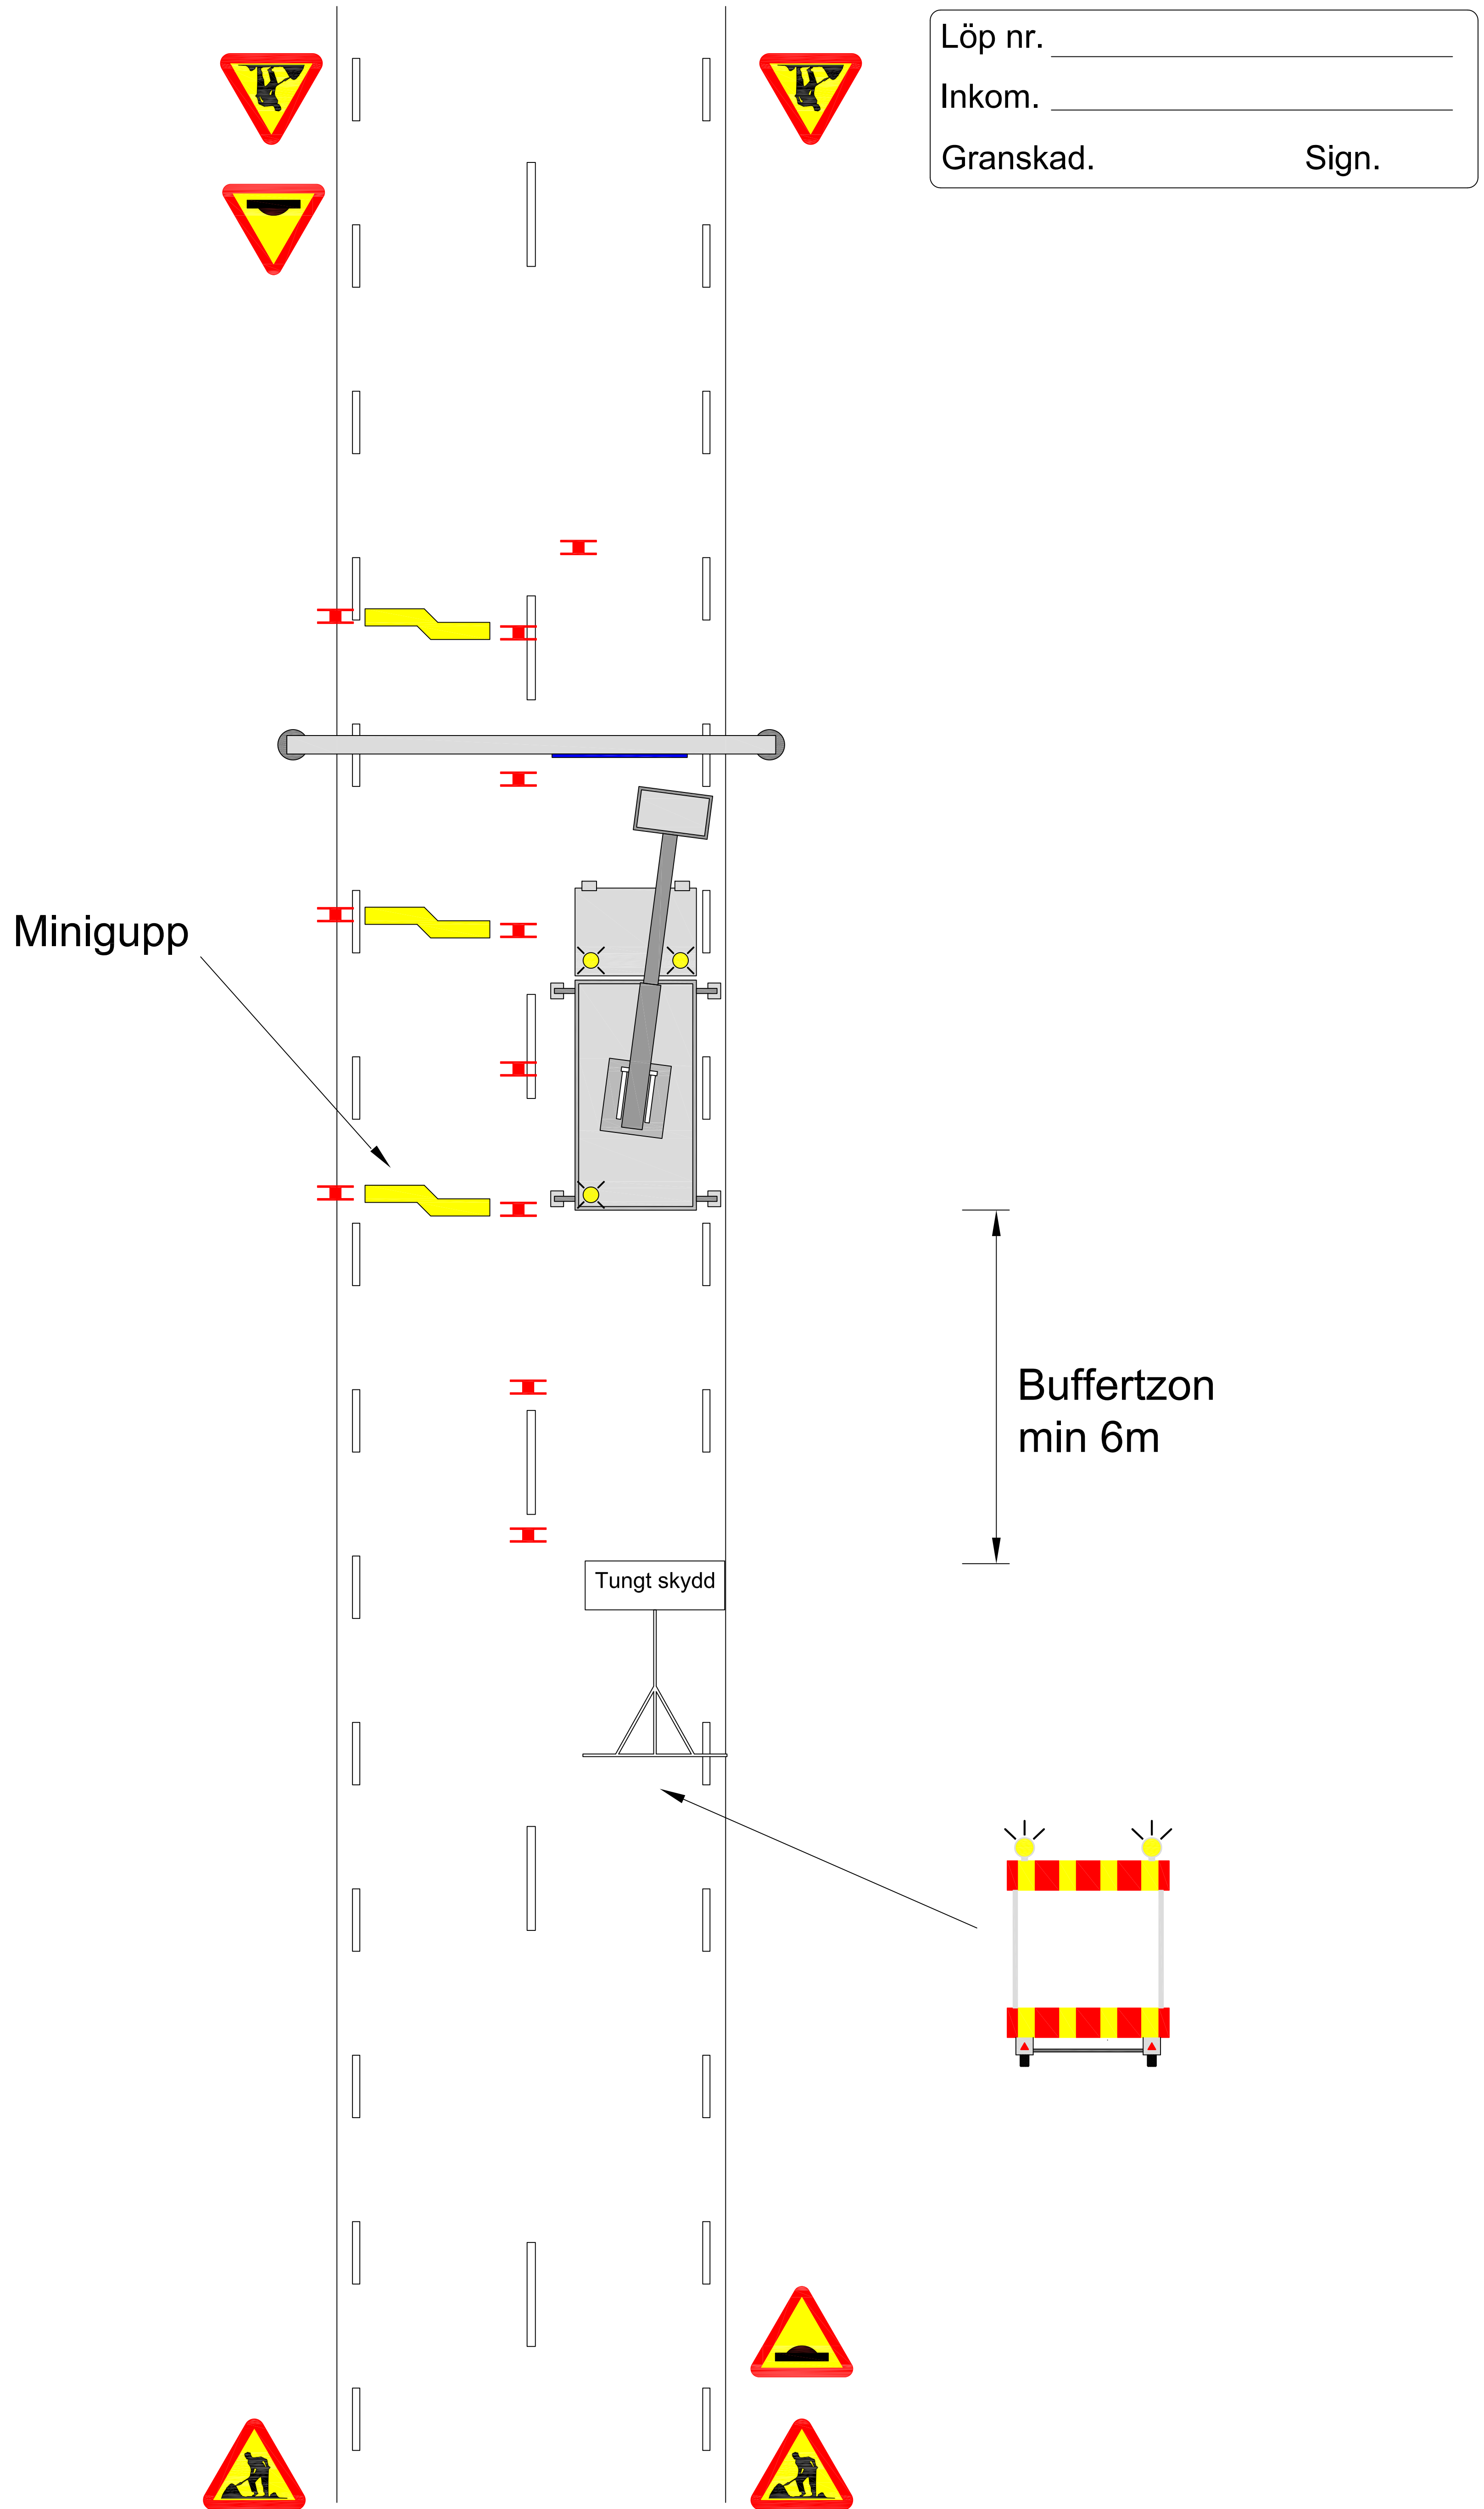 Löp nr.
Inkom.
Granskad. Sign.
Minigupp
Buffertzon
min 6m
Tungt skydd